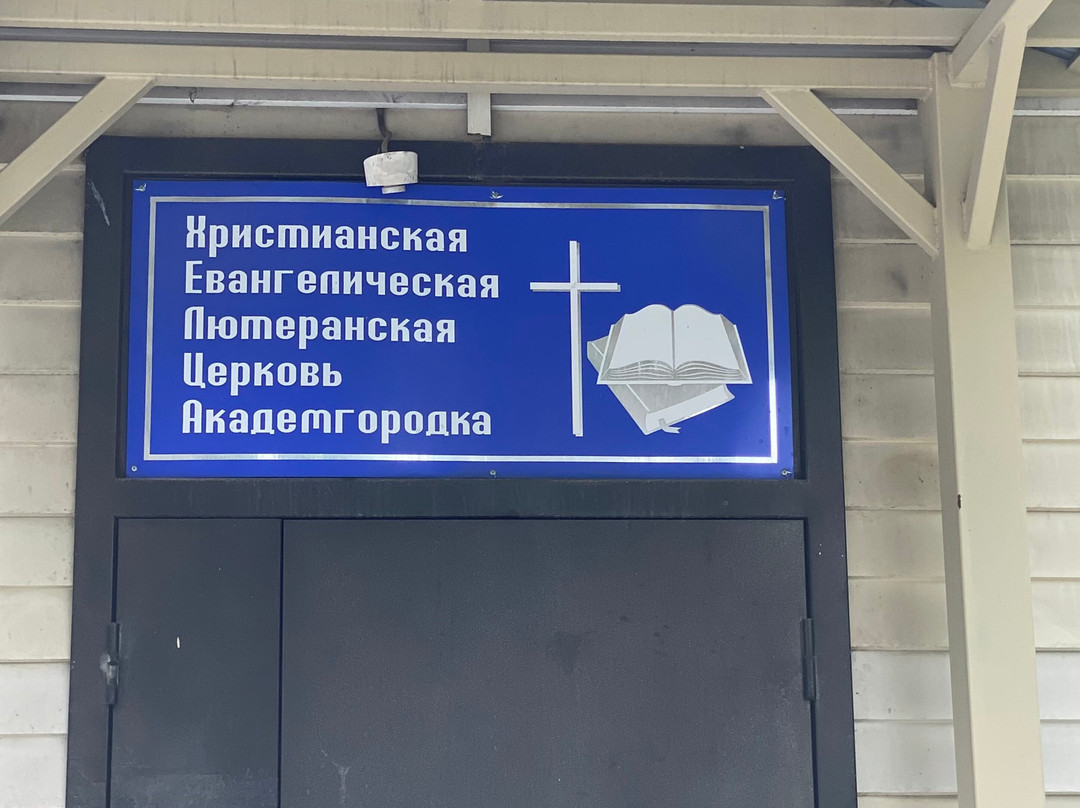 Христианская
Евангелическая
Лютеранская
Церковь
Академгородка